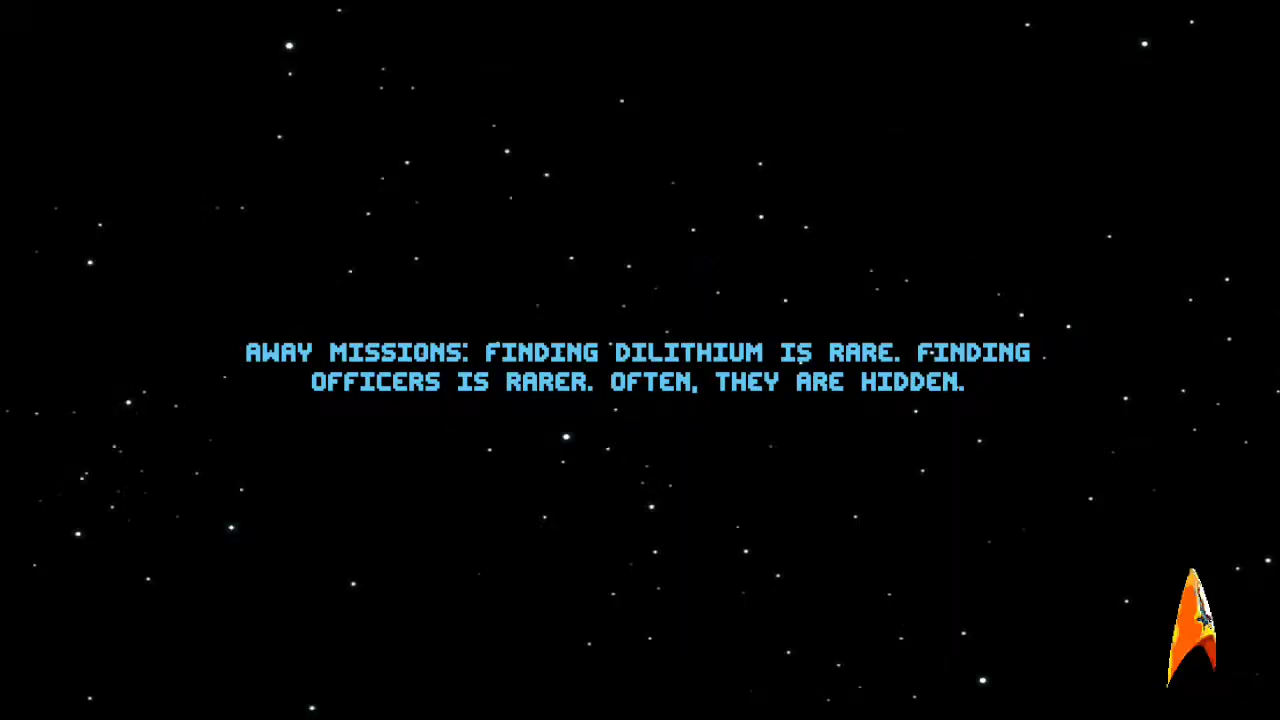 AWAY MISSIONS: FINDING DILITHIUM IS RARE. FINDING
OFFICERS IS RARER. OFTEN, THEY ARE HIDDEN.